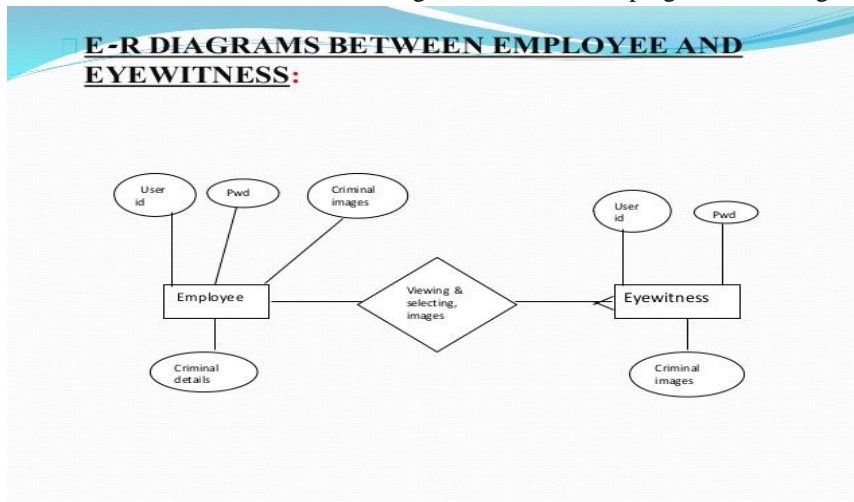 E-R DIAGRAMS BETWEEN EMPLOYEE AND
EYEWITNESS:
User
id
Pwd
Criminal
images
User
id
Pwd
Employee
Viewing &
selecting,
images
Eyewitness
Criminal
details
Criminal
images